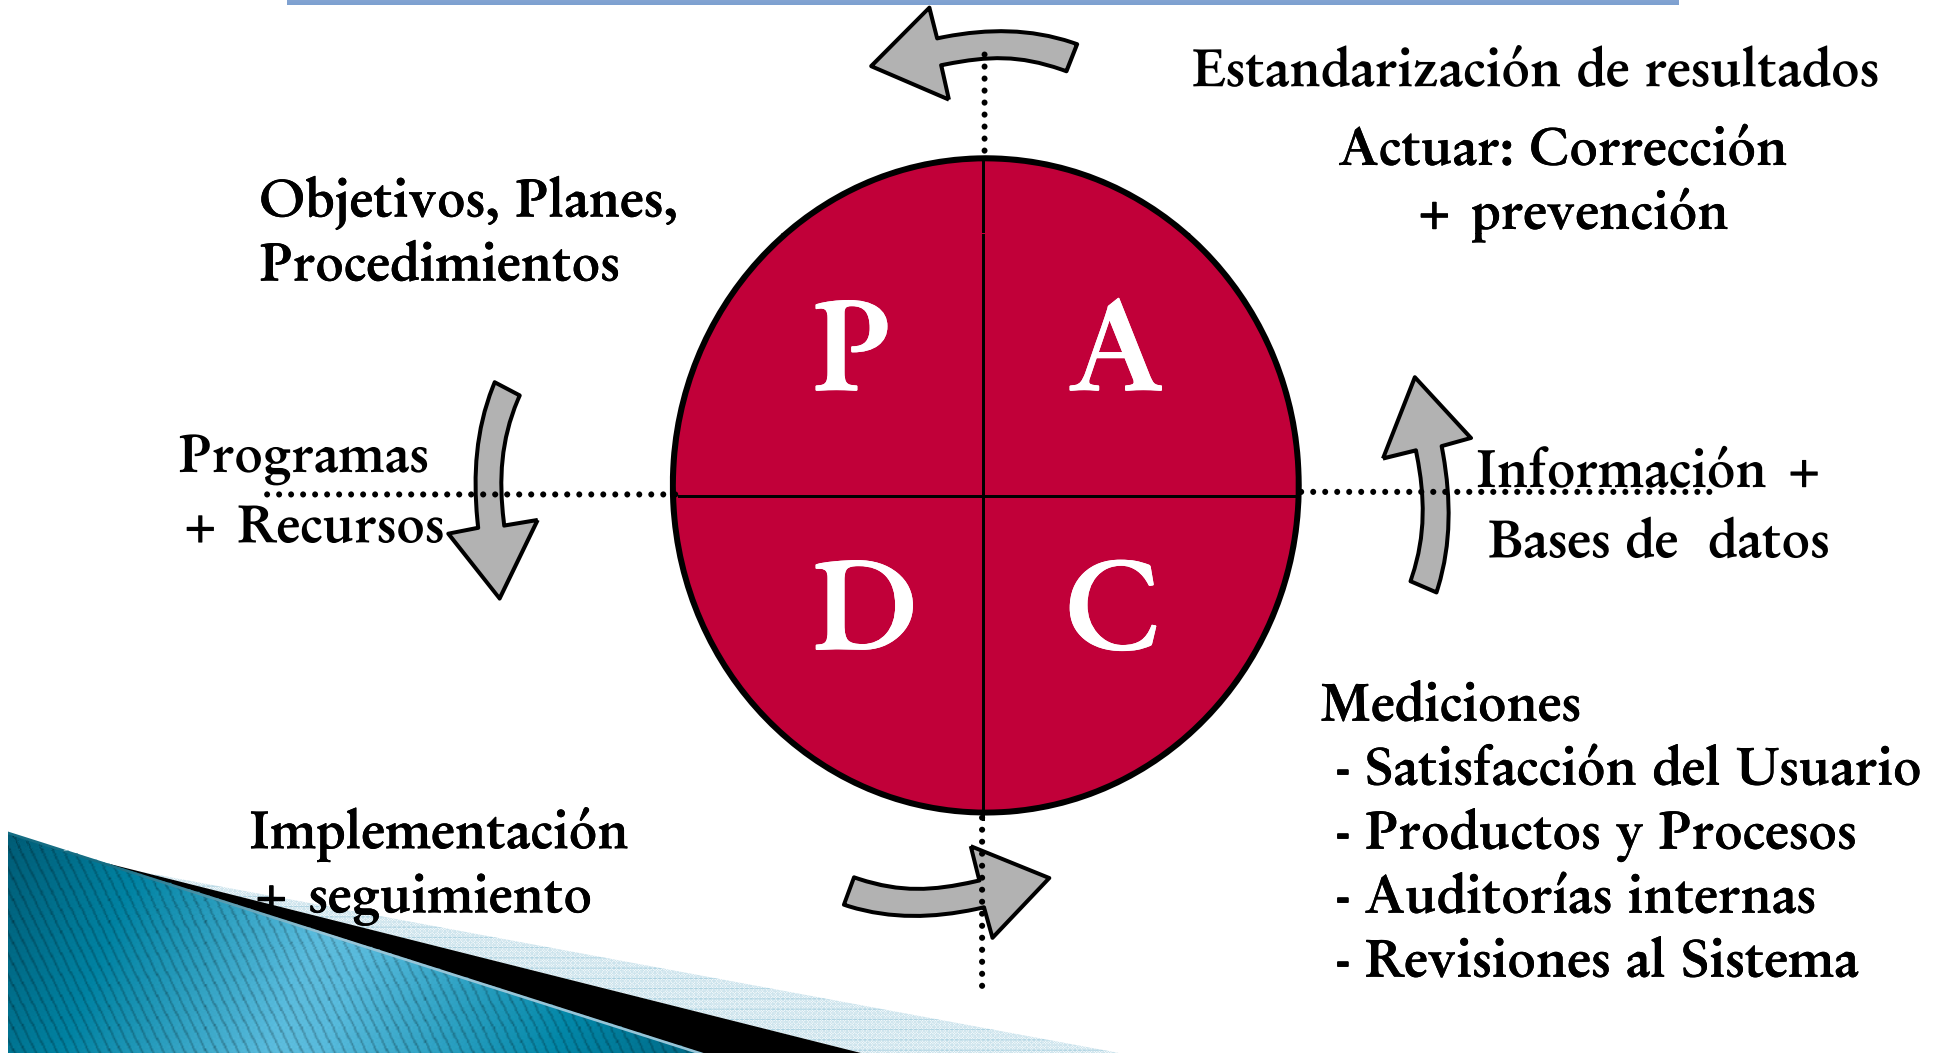 Estandarización de resultados
Actuar: Corrección
+ prevención
Objetivos, Planes,
Procedimientos
P A
Programas
+ Recursos
Información +
Bases de datos
D C
Mediciones
- Satisfacción del Usuario
- Productos y Procesos
- Auditorías internas
- Revisiones al Sistema
Implementación
+ seguimiento